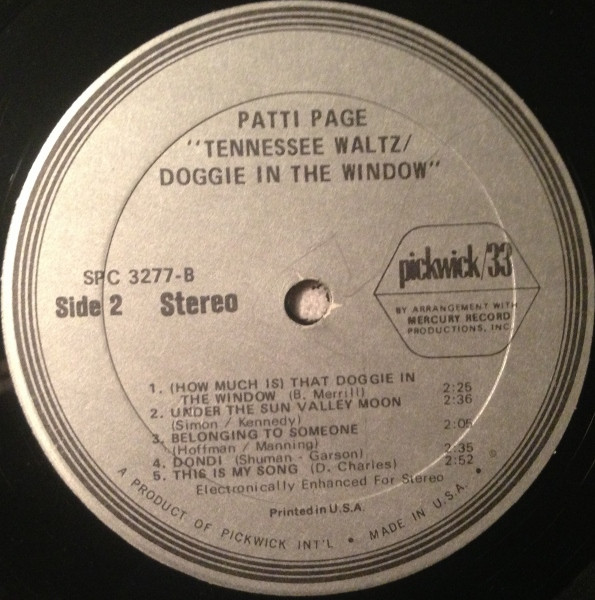 PATTI PAGE
"TENNESSEE WALTZ/
DOGGIE IN THE WINDOW"
SPC 3277-B
Side 2 Stereo
pickwick/33
BY ARRANGEMENT WITH
MERCURY RECORD
PRODUCTIONS, INC.
1. (HOW MUCH IS) THAT DOGGIE IN
THE WINDOW (B. Merrill) 2:25
2. UNDER THE SUN VALLEY MOON 2:36
(Simon / Kennedy)
3. BELONGING TO SOMEONE 2:05
(Hoffman / Manning)
4. DONDI (Shuman - Garson) 2:35
5. THIS IS MY SONG (D. Charles) 2:52
Electronically Enhanced For Stereo
Printed in U.S.A.
A PRODUCT OF PICKWICK INT'L • MADE IN U.S.A. •